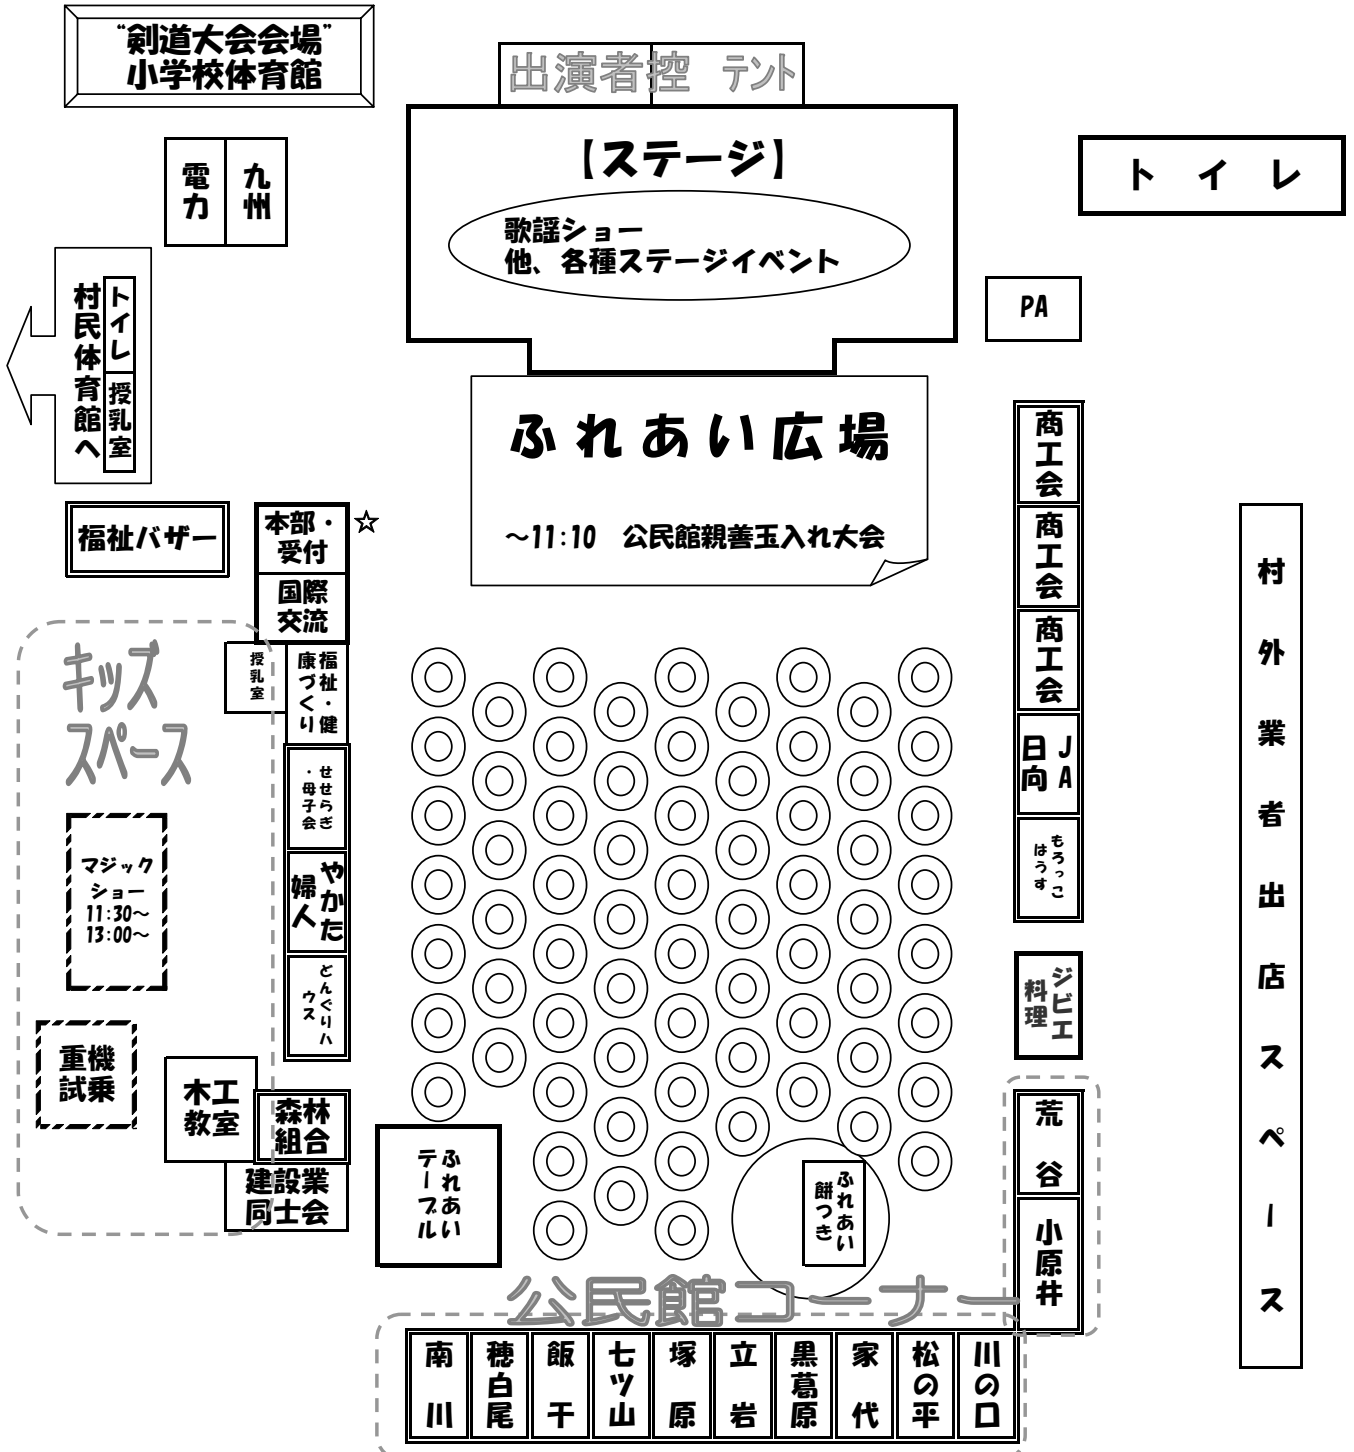 “剣道大会会場”
小学校体育館
出演者控 テント
【ステージ】
歌謡ショー
他、各種ステージイベント
トイレ
九州
電力
PA
村民体育館へ
トイレ
授乳室
ふれあい広場
～11:10 公民館親善玉入れ大会
福祉バザー
本部・
受付
☆
国際
交流
授乳室
福祉・健
康づくり
せせらぎ
・母子会
やかた
婦人
どんぐりハ
ウス
キッズ
スペース
マジック
ショー
11:30～
13:00～
重機
試乗
木工
教室
森林
組合
建設業
同士会
商工会
商工会
商工会
JA
日向
もろっこ
はうす
ジビエ
料理
荒谷
小原井
村外業者出店スペース
ふれあい
テーブル
ふれあい
餅つき
公民館コーナー
南川
穂白尾
飯干
七ツ山
塚原
立岩
黒葛原
家代
松の平
川の口